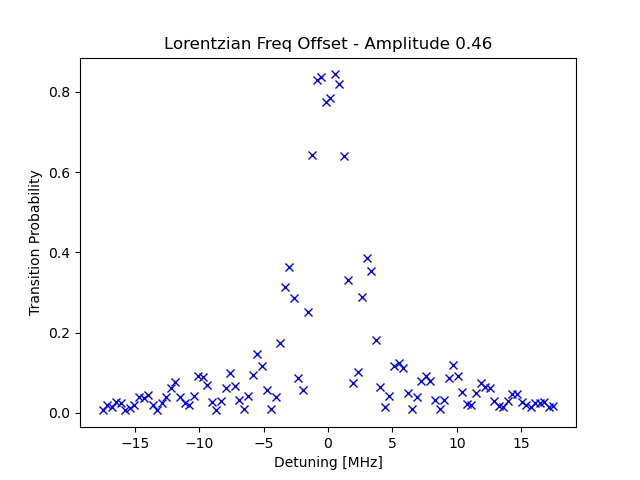 Lorentzian Freq Offset - Amplitude 0.46
Transition Probability
0.8
0.6
0.4
0.2
0.0
−15 −10 −5 0 5 10 15
Detuning [MHz]